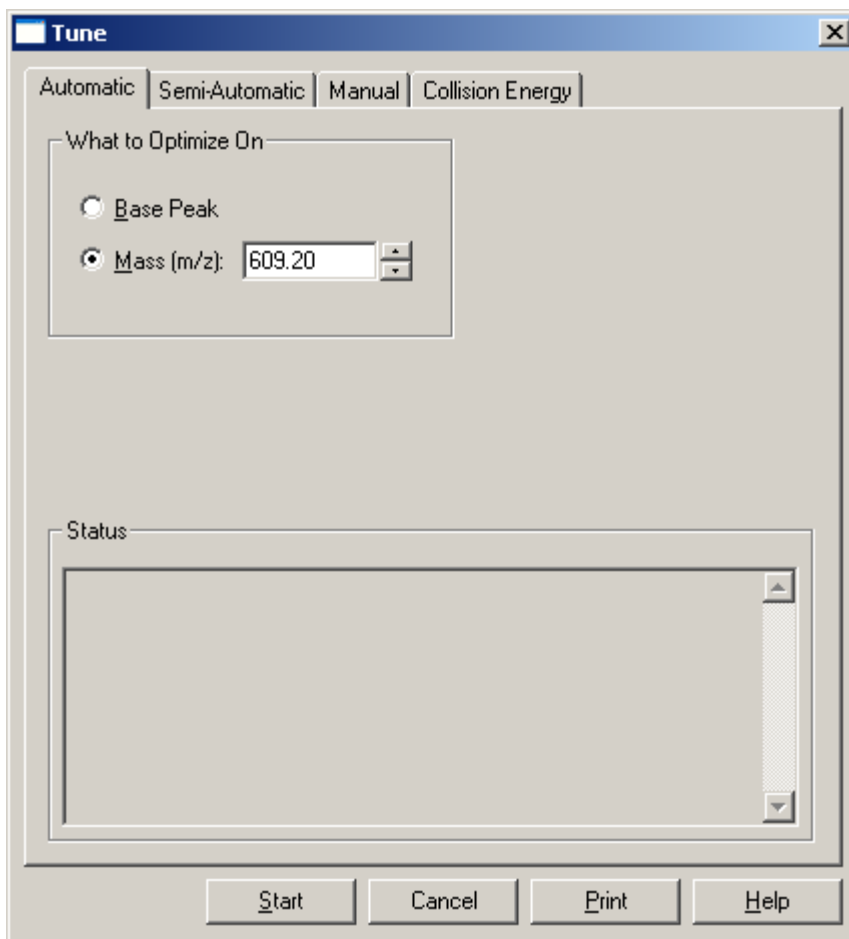 Tune
Automatic Semi-Automatic Manual Collision Energy
What to Optimize On
Base Peak
Mass (m/z): 609.20
Status
Start Cancel Print Help